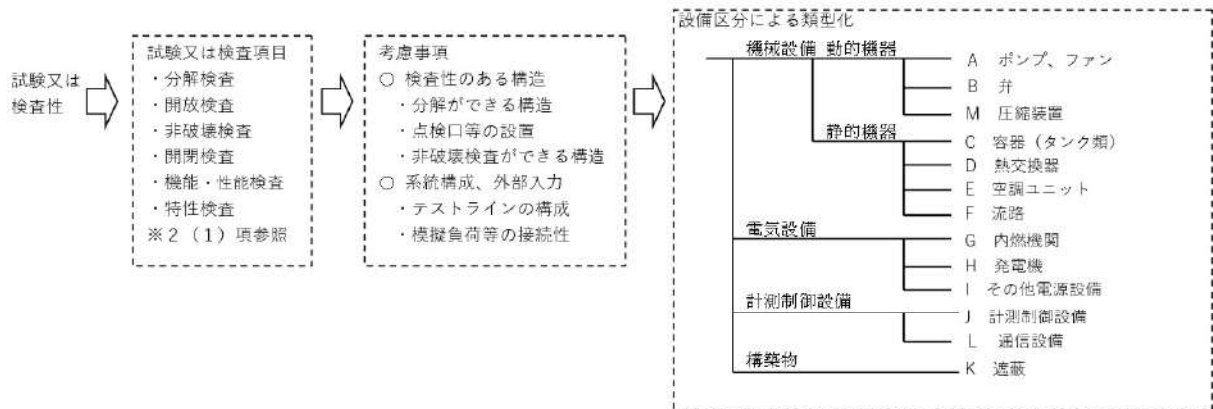 試験又は
検査性
試験又は検査項目
・分解検査
・開放検査
・非破壊検査
・開閉検査
・機能・性能検査
・特性検査
※2 (1)項参照
考慮事項
○ 検査性のある構造
・分解ができる構造
・点検口等の設置
・非破壊検査ができる構造
○ 系統構成、外部入力
・テストラインの構成
・模擬負荷等の接続性
設備区分による類型化
機械設備 動的機器
A ポンプ、ファン
B 弁
M 圧縮装置
静的機器
C 容器(タンク類)
D 熱交換器
E 空調ユニット
F 流路
電気設備
G 内燃機関
H 発電機
I その他電源設備
計測制御設備
J 計測制御設備
L 通信設備
構築物
K 遮蔽